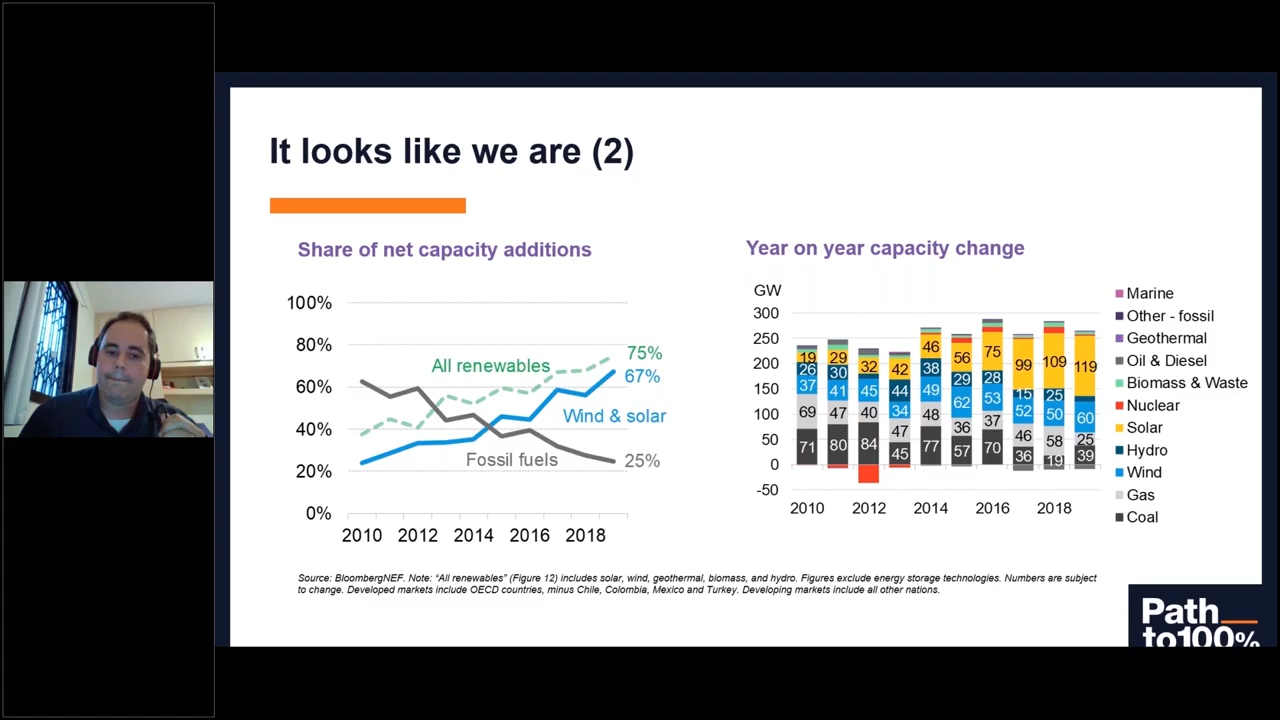 It looks like we are (2)
Share of net capacity additions
100%
80%
60%
40%
20%
0%
All renewables
75%
67%
Wind & solar
Fossil fuels
25%
2010 2012 2014 2016 2018
Year on year capacity change
GW
300
250
200
150
100
50
0
-50
19 29 32 42 46 56 75 99 109 119
26 30 44 38 29 28 15 25
37 41 45 34 49 62 53 52 50 60
69 47 40 47 48 36 37 46 58 25
71 80 84 45 77 57 70 36 19 39
2010 2012 2014 2016 2018
Marine
Other - fossil
Geothermal
Oil & Diesel
Biomass & Waste
Nuclear
Solar
Hydro
Wind
Gas
Coal
Source: BloombergNEF. Note: “All renewables” (Figure 12) includes solar, wind, geothermal, biomass, and hydro. Figures exclude energy storage technologies. Numbers are subject
to change. Developed markets include OECD countries, minus Chile, Colombia, Mexico and Turkey. Developing markets include all other nations.
Path
to100%